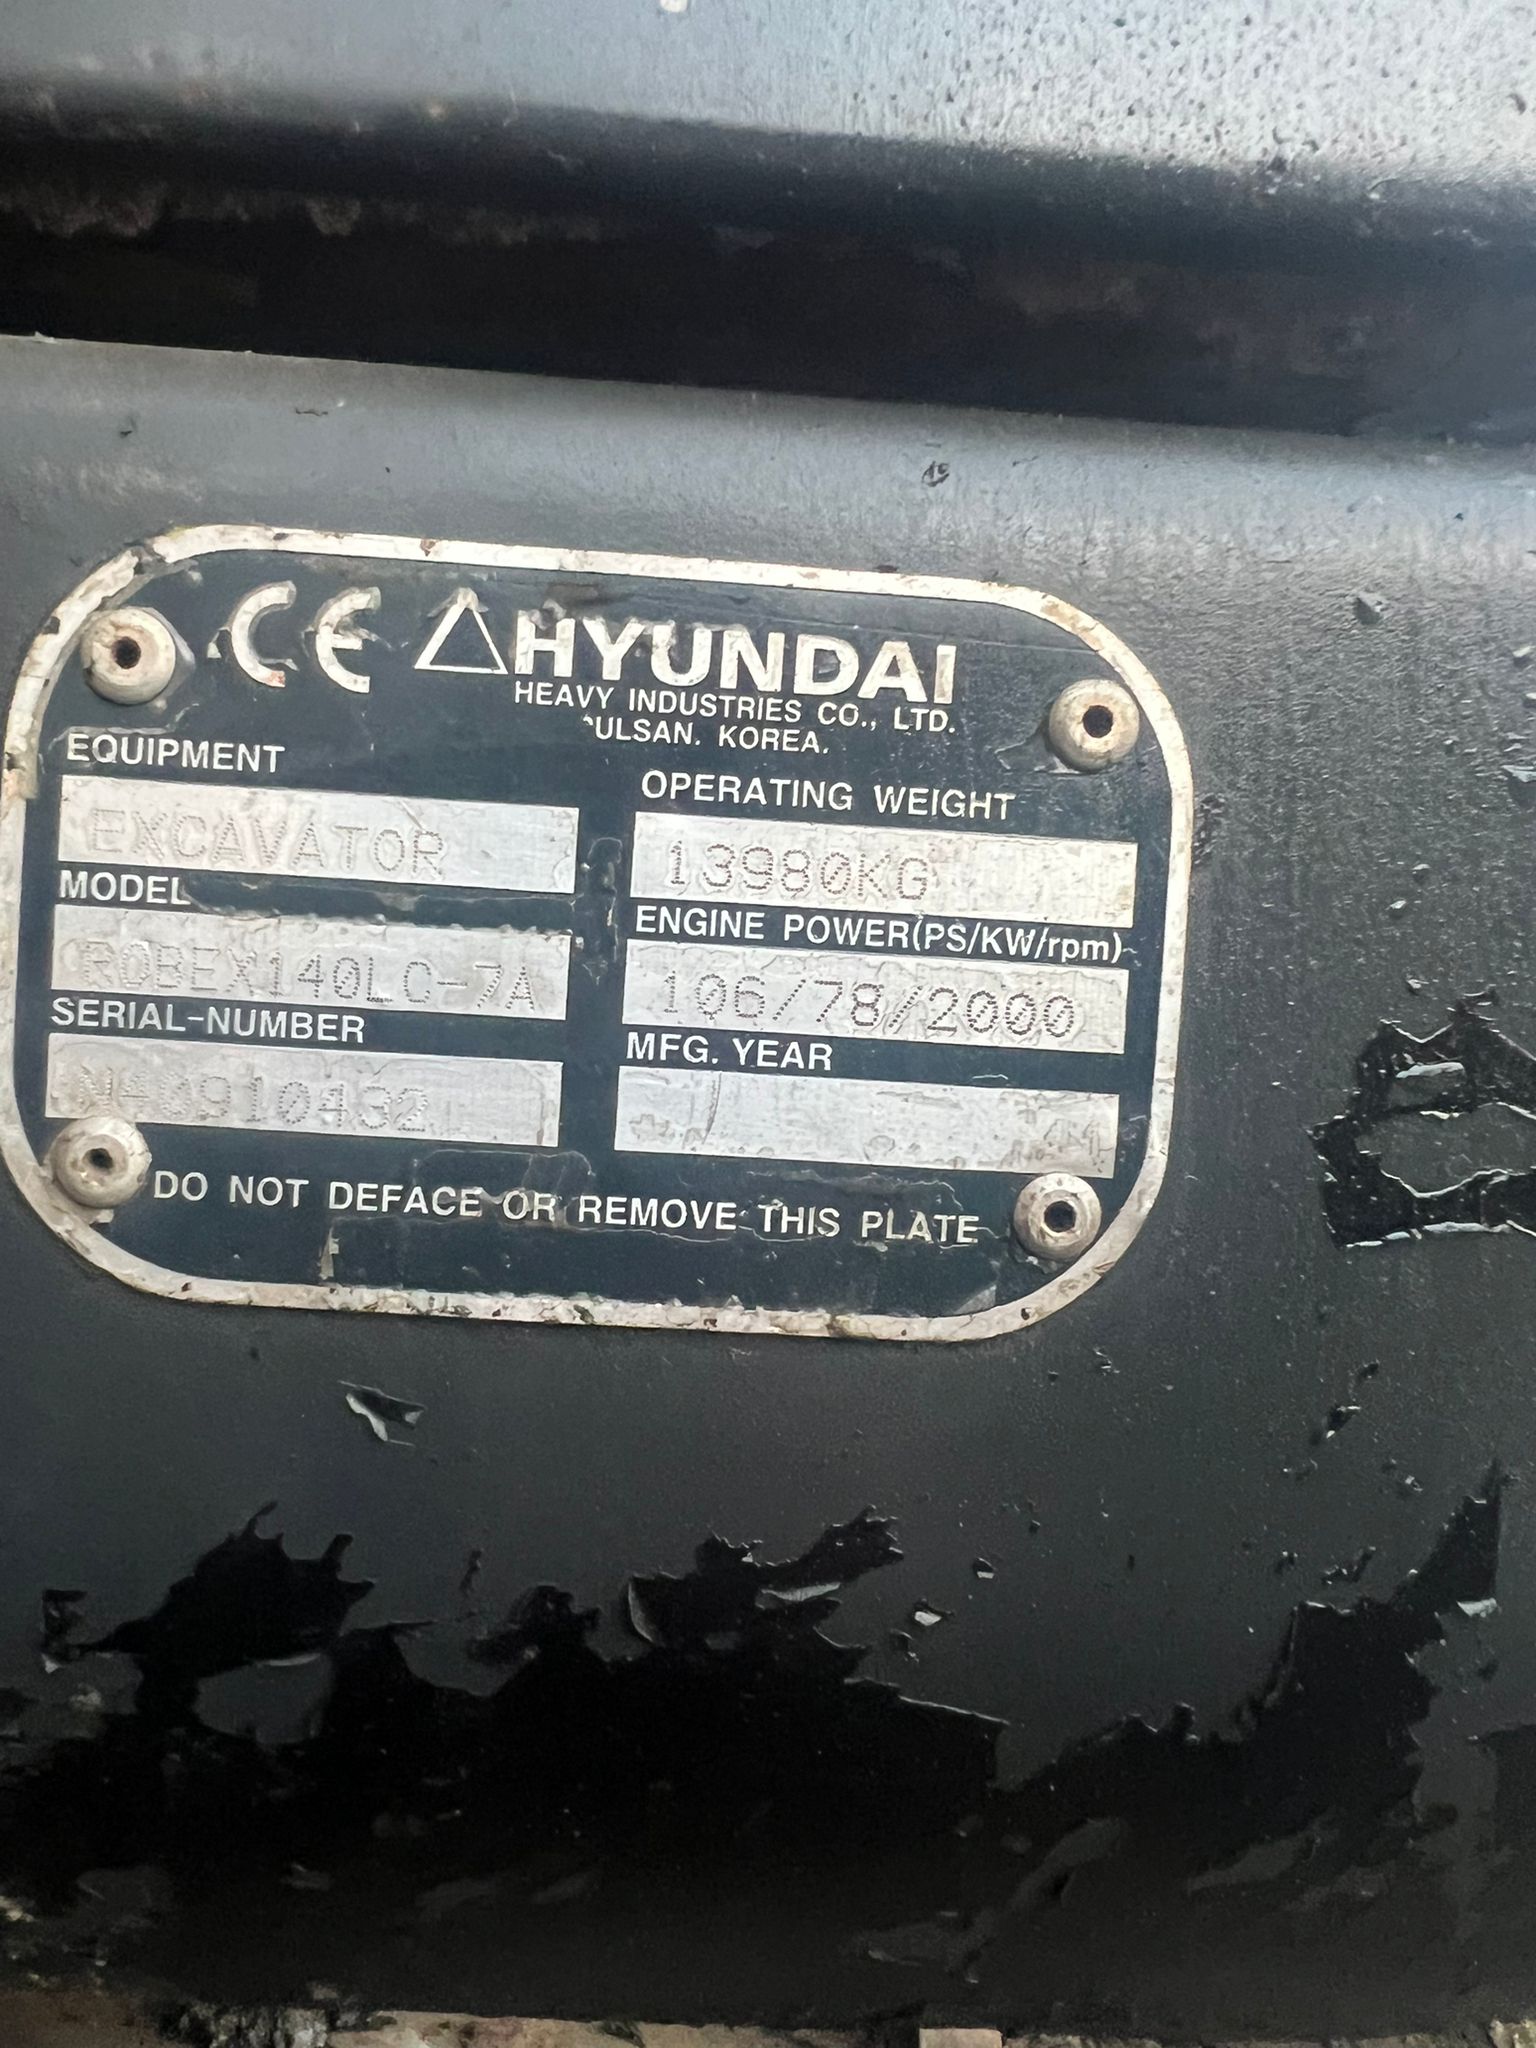 CE HYUNDAI
HEAVY INDUSTRIES CO., LTD.
ULSAN. KOREA.
EQUIPMENT
EXCAVATOR
OPERATING WEIGHT
13980KG
MODEL
ROBEX140LC-7A
ENGINE POWER(PS/KW/rpm)
106/78/2000
SERIAL-NUMBER
MFG. YEAR
DO NOT DEFACE OR REMOVE THIS PLATE